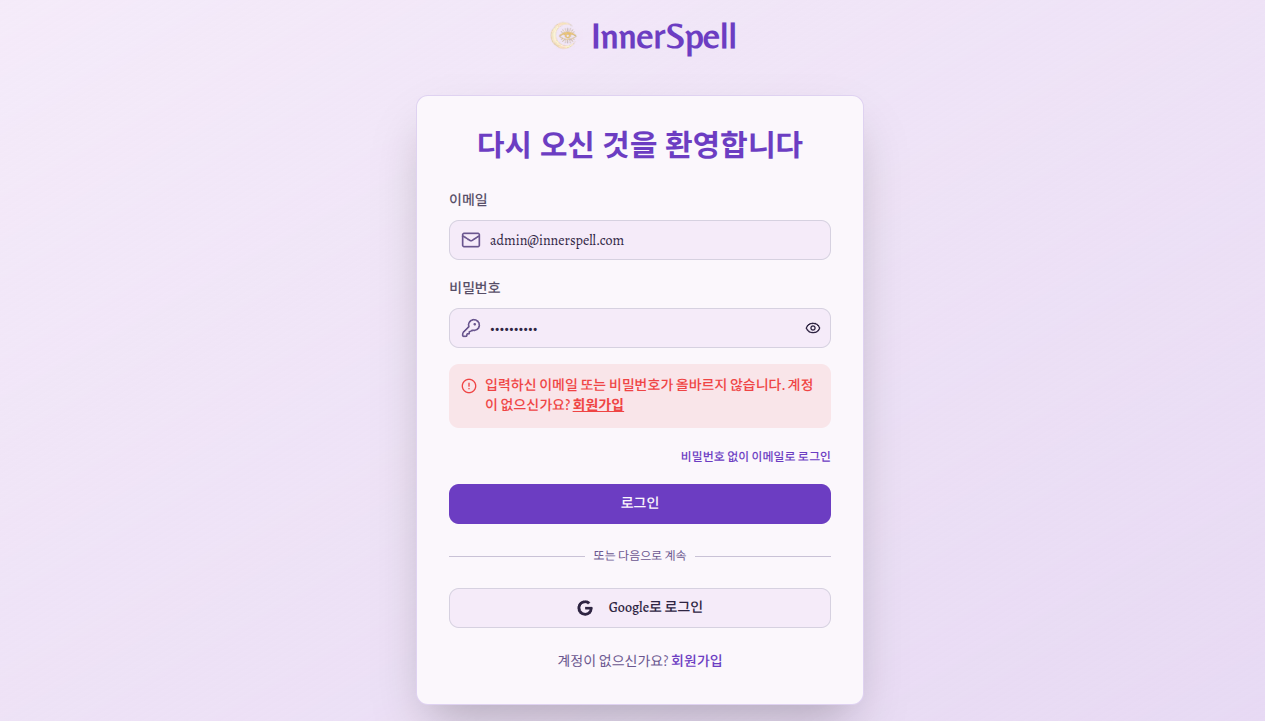 InnerSpell
다시 오신 것을 환영합니다
이메일
admin@innerspell.com
비밀번호
••••••••••
입력하신 이메일 또는 비밀번호가 올바르지 않습니다. 계정
이 없으신가요? 회원가입
비밀번호 없이 이메일로 로그인
로그인
또는 다음으로 계속
G Google로 로그인
계정이 없으신가요? 회원가입